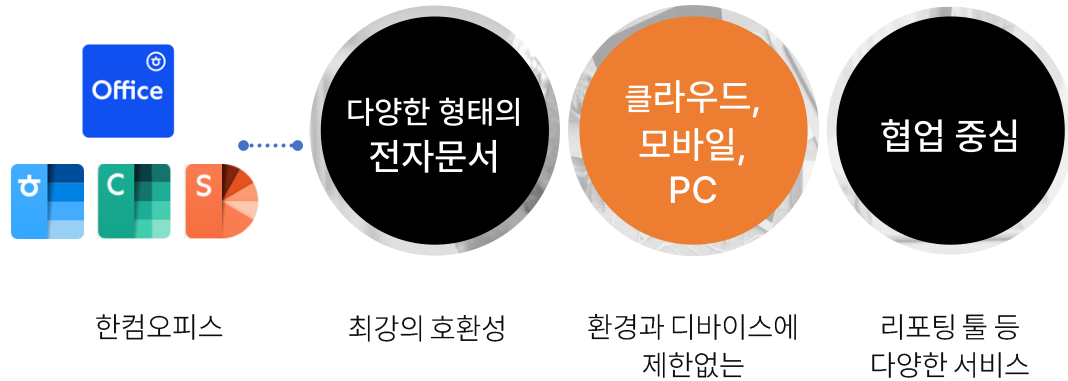 Office
ㅎ
C
S
다양한 형태의
전자문서
클라우드,
모바일,
PC
협업 중심
한컴오피스
최강의 호환성
환경과 디바이스에
제한없는
리포팅 툴 등
다양한 서비스